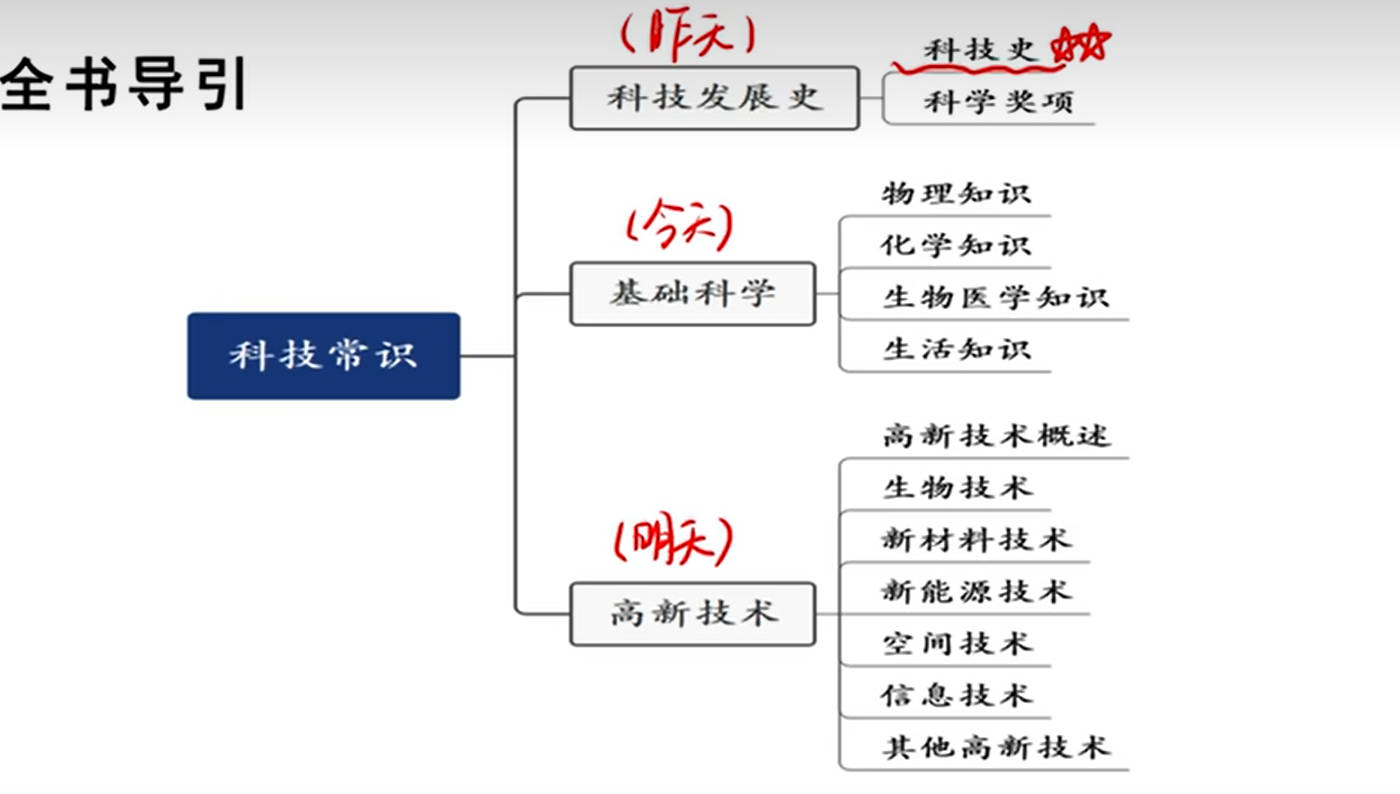 全书导引
科技常识
(昨天)
科技发展史
科技史
科学奖项
(今天)
基础科学
物理知识
化学知识
生物医学知识
生活知识
(明天)
高新技术
高新技术概述
生物技术
新材料技术
新能源技术
空间技术
信息技术
其他高新技术